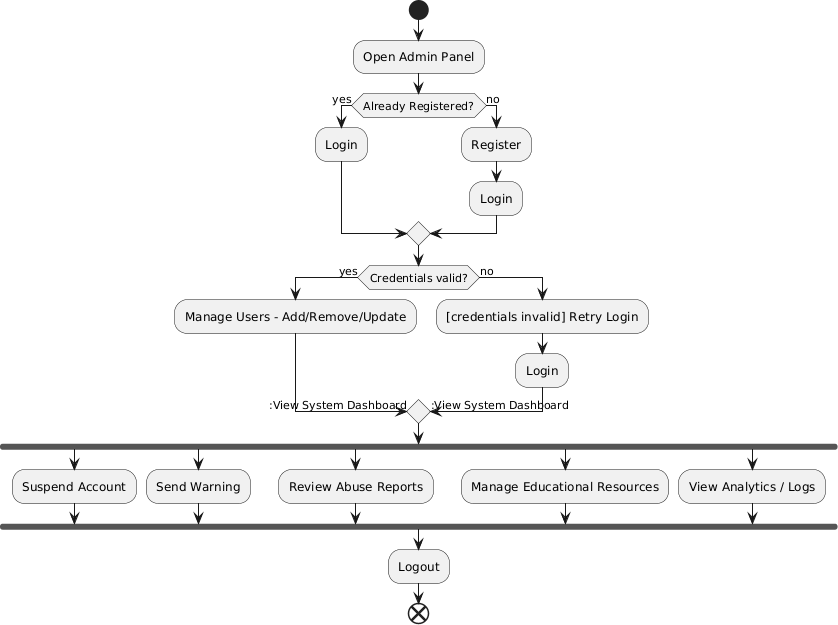 Open Admin Panel
yes
Already Registered?
no
Login
Register
Login
yes
Credentials valid?
no
Manage Users - Add/Remove/Update
[credentials invalid] Retry Login
Login
:View System Dashboard
:View System Dashboard
Suspend Account
Send Warning
Review Abuse Reports
Manage Educational Resources
View Analytics / Logs
Logout